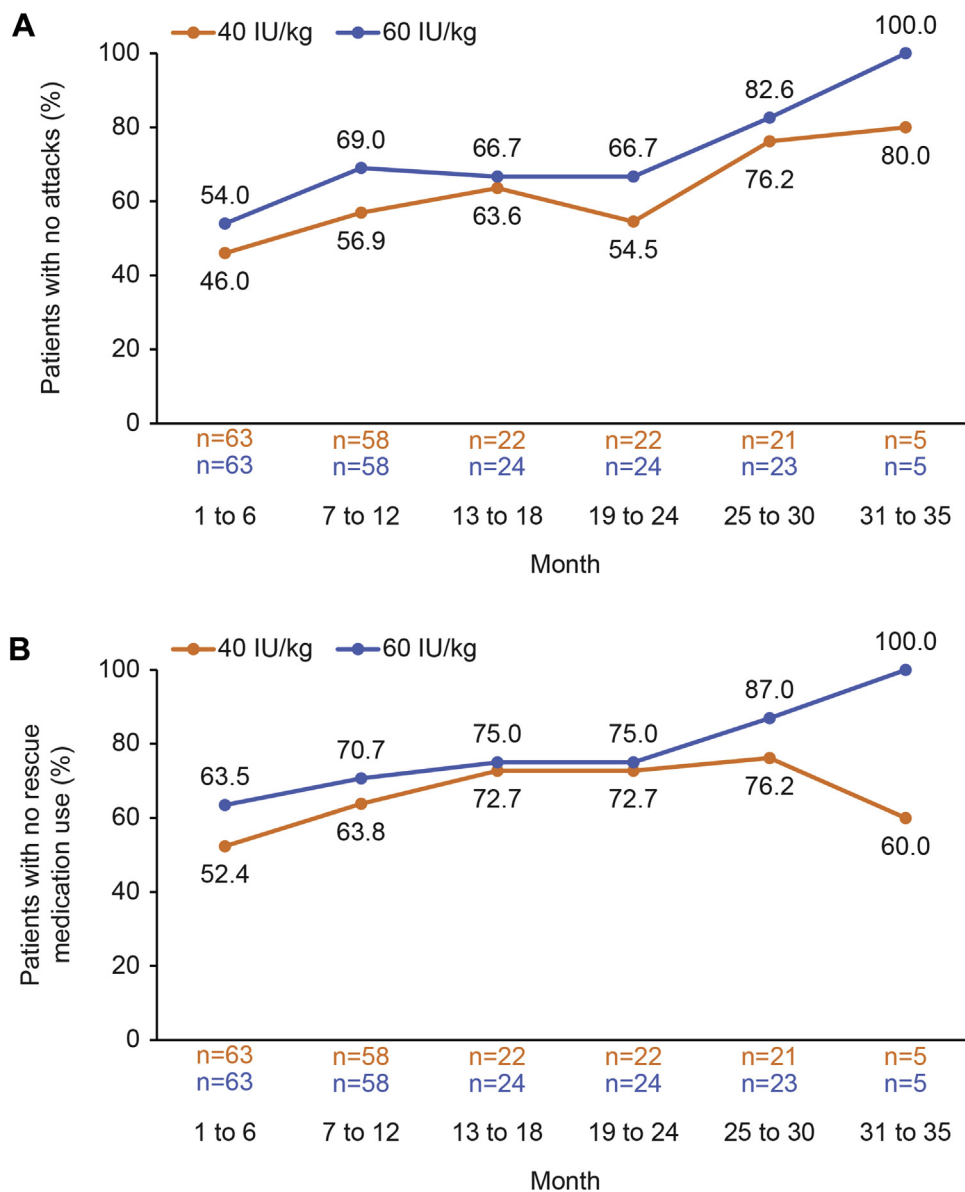 A
40 IU/kg 60 IU/kg
Patients with no attacks (%)
100
80
60
40
20
0
54.0
69.0
66.7
66.7
82.6
100.0
46.0
56.9
63.6
54.5
76.2
80.0
n=63 n=58 n=22 n=22 n=21 n=5
n=63 n=58 n=24 n=24 n=23 n=5
1 to 6 7 to 12 13 to 18 19 to 24 25 to 30 31 to 35
Month
B
40 IU/kg 60 IU/kg
Patients with no rescue
medication use (%)
100
80
60
40
20
0
63.5
70.7
75.0
75.0
87.0
100.0
52.4
63.8
72.7
72.7
76.2
60.0
n=63 n=58 n=22 n=22 n=21 n=5
n=63 n=58 n=24 n=24 n=23 n=5
1 to 6 7 to 12 13 to 18 19 to 24 25 to 30 31 to 35
Month